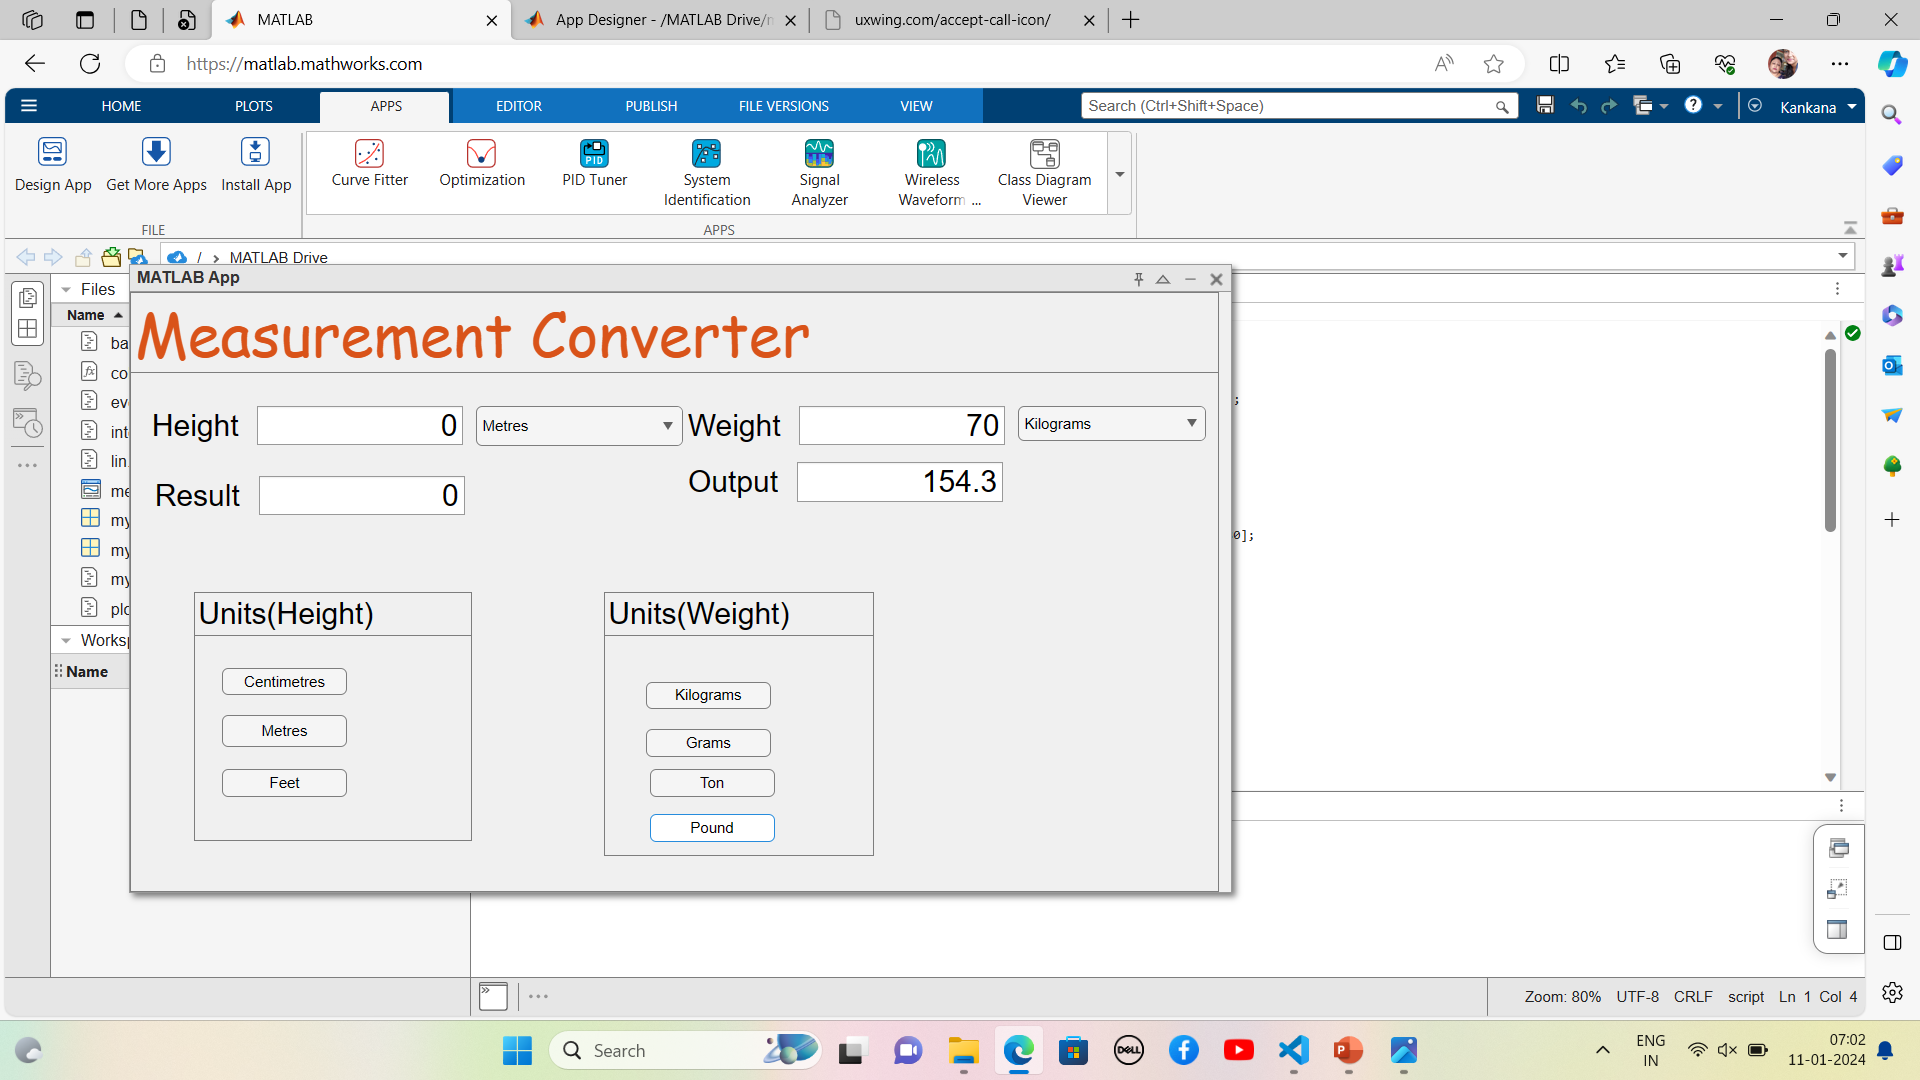 MATLAB
App Designer - /MATLAB Drive/m
uxwing.com/accept-call-icon/
https://matlab.mathworks.com
HOME PLOTS APPS EDITOR PUBLISH FILE VERSIONS VIEW
Search (Ctrl+Shift+Space)
Kankana
Design App
Get More Apps
Install App
Curve Fitter
Optimization
PID
PID Tuner
System
Identification
Signal
Analyzer
Wireless
Waveform ...
Class Diagram
Viewer
FILE
APPS
/ › MATLAB Drive
Files
Name
ba
co
ev
int
lin
me
my
my
my
plo
Works
Name
MATLAB App
Measurement Converter
Height 0 Metres Weight 70 Kilograms
Result 0 Output 154.3
;
0];
Units(Height)
Centimetres
Metres
Feet
Units(Weight)
Kilograms
Grams
Ton
Pound
Zoom: 80% UTF-8 CRLF script Ln 1 Col 4
Search
DELL
ENG
IN
07:02
11-01-2024